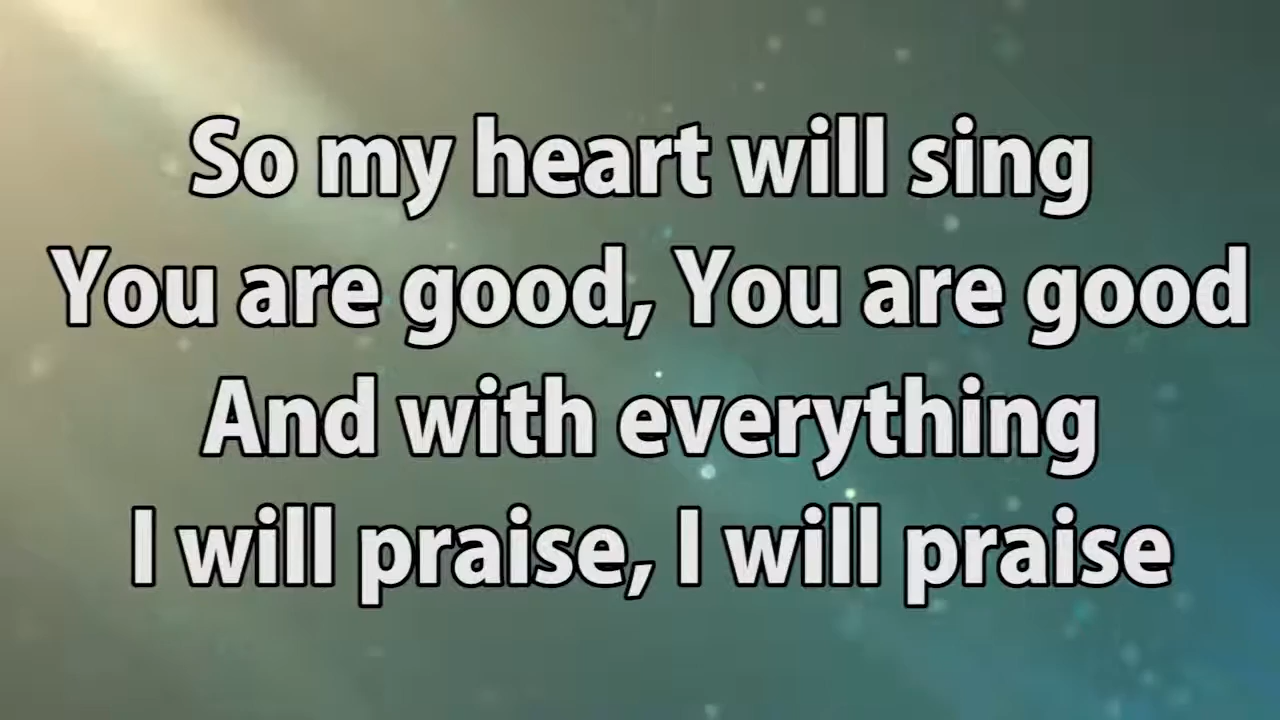 So my heart will sing
You are good, You are good
And with everything
I will praise, I will praise